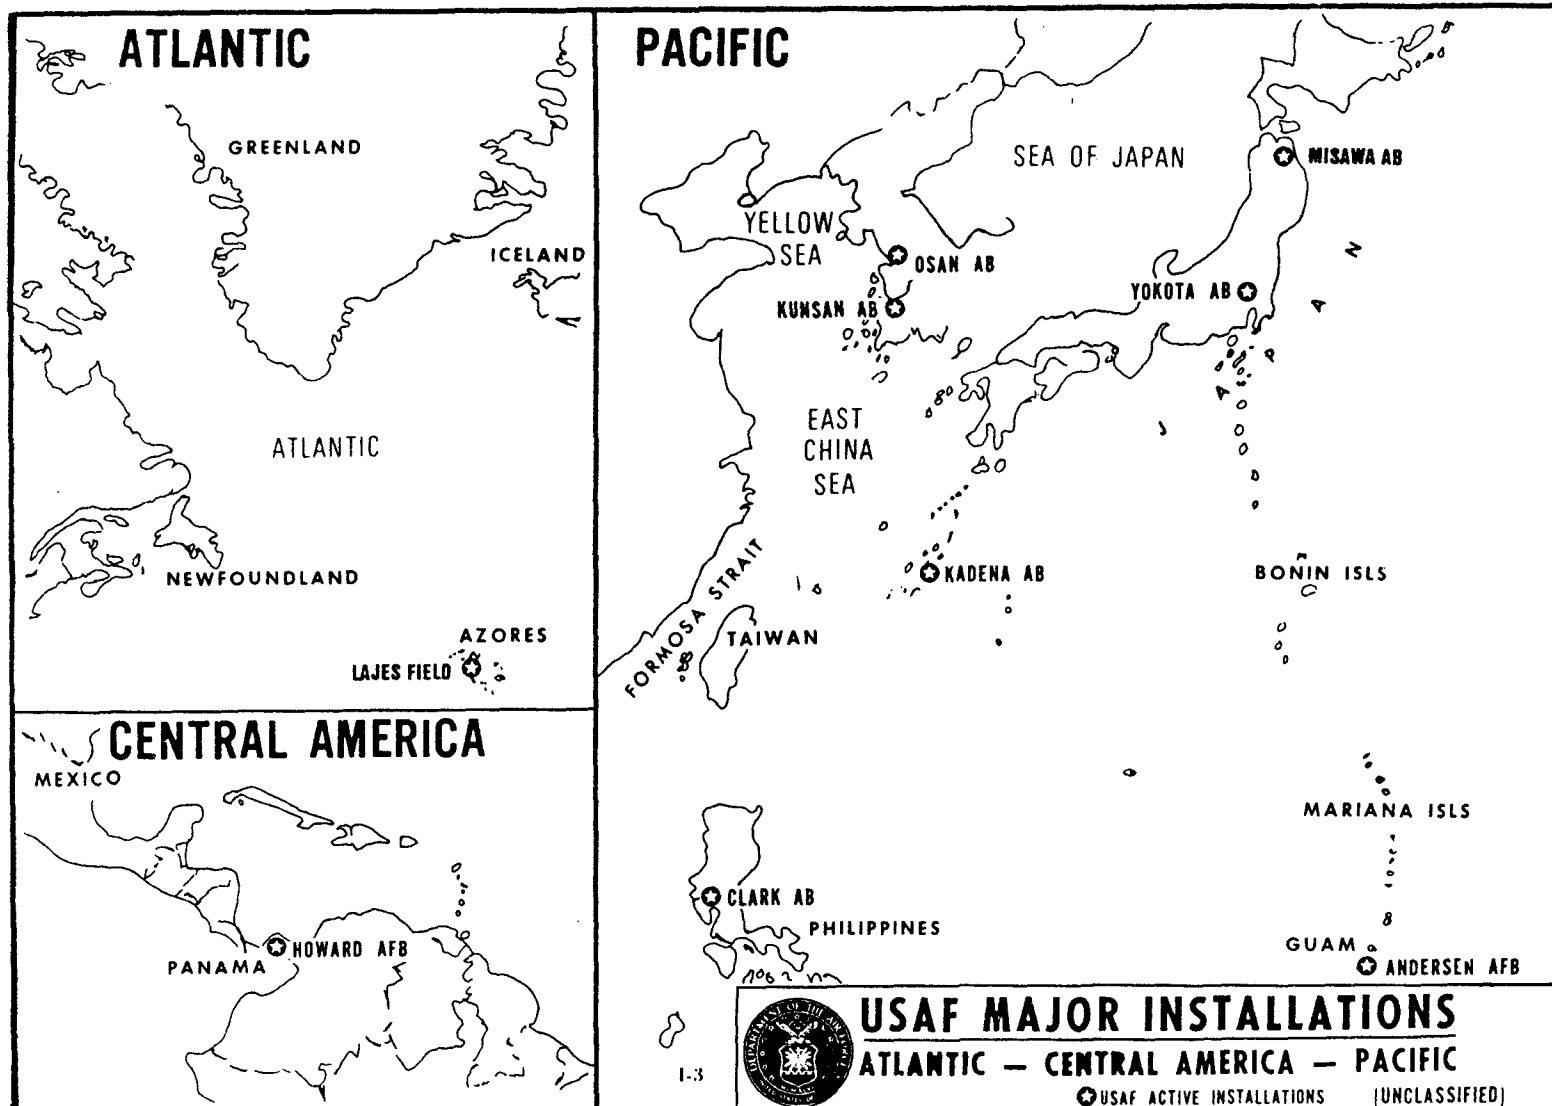 ATLANTIC
GREENLAND
ICELAND
ATLANTIC
NEWFOUNDLAND
AZORES
LAJES FIELD
CENTRAL AMERICA
MEXICO
PANAMA
HOWARD AFB
PACIFIC
SEA OF JAPAN
MISAWA AB
YELLOW
SEA
OSAN AB
KUNSAN AB
YOKOTA AB
JAPAN
EAST
CHINA
SEA
KADENA AB
BONIN ISLS
FORMOSA STRAIT
TAIWAN
MARIANA ISLS
CLARK AB
PHILIPPINES
GUAM
ANDERSEN AFB
1-3
USAF MAJOR INSTALLATIONS
ATLANTIC — CENTRAL AMERICA — PACIFIC
USAF ACTIVE INSTALLATIONS (UNCLASSIFIED)